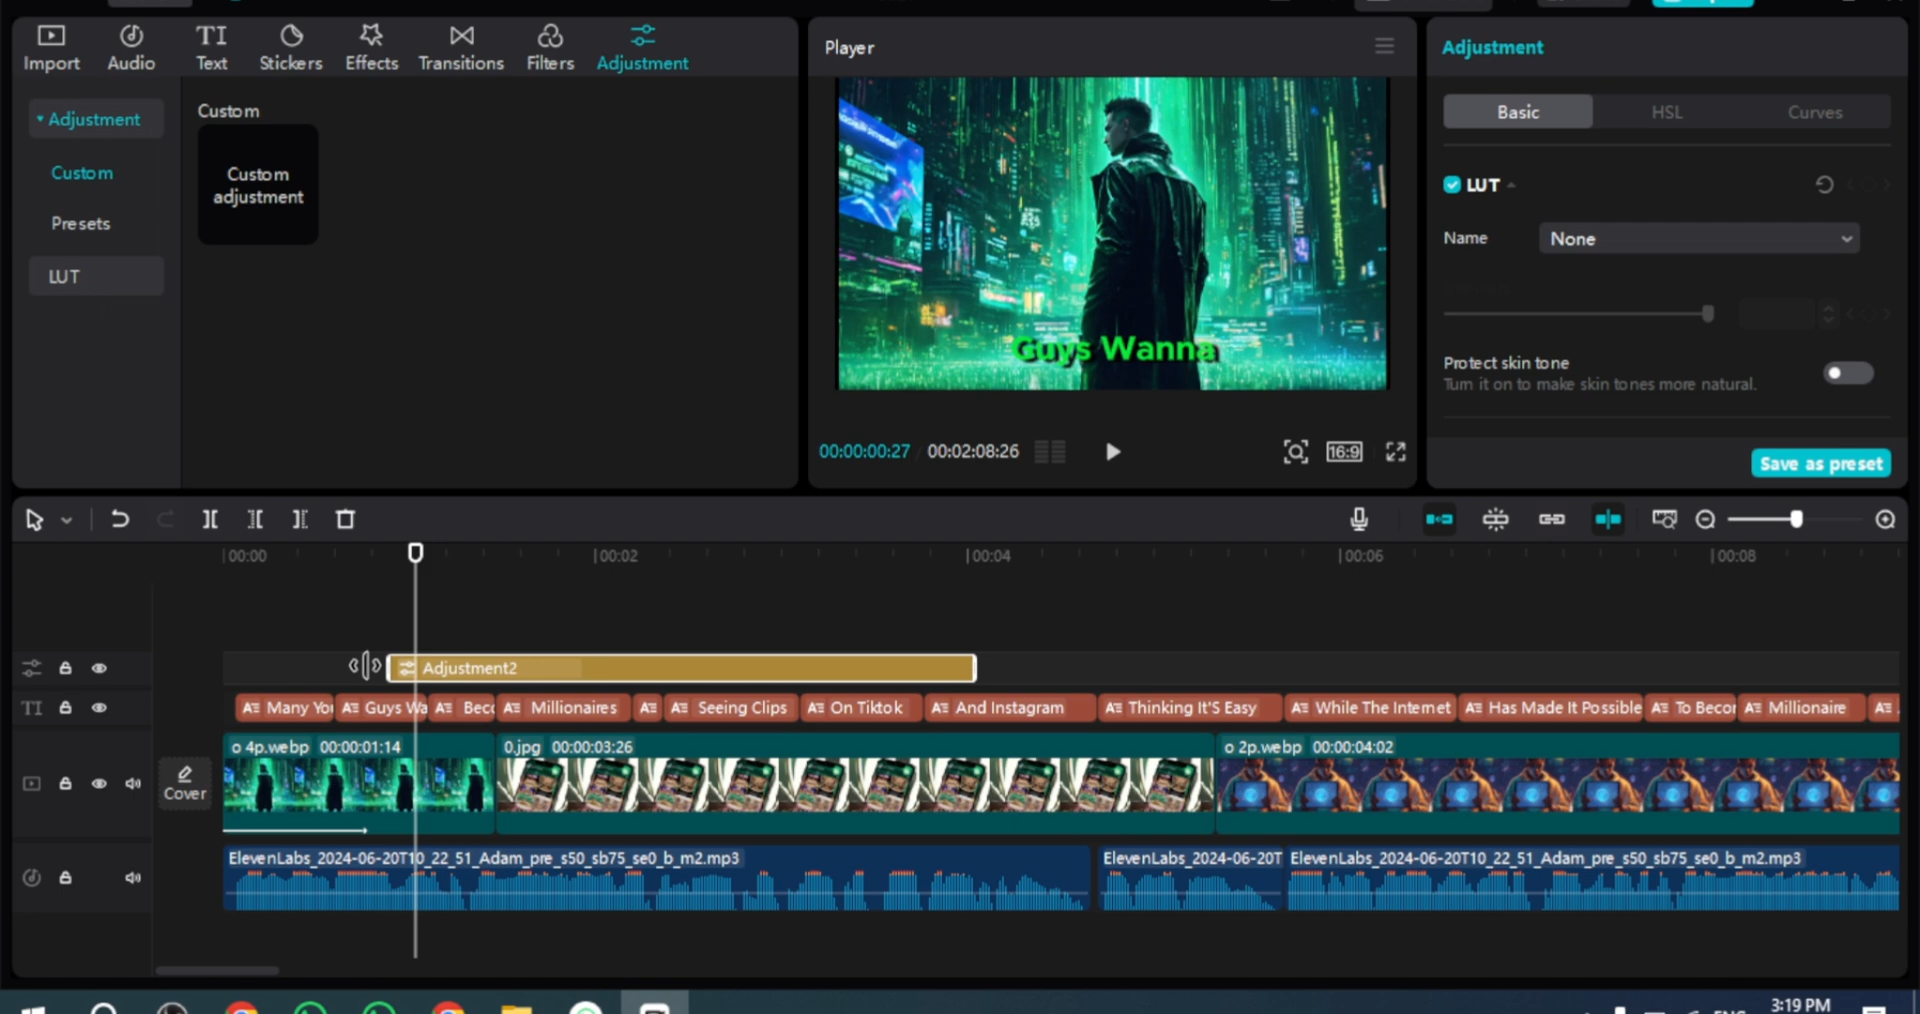 Import
Audio
TI
Text
Stickers
Effects
Transitions
Filters
Adjustment
Adjustment
Custom
Presets
LUT
Custom
Custom
adjustment
Player
Guys Wanna
00:00:00:27
00:02:08:26
16:9
Adjustment
Basic
HSL
Curves
LUT
Name
None
Protect skin tone
Turn it on to make skin tones more natural.
Save as preset
00:00
00:02
00:04
00:06
00:08
Adjustment2
TI
Many You
Guys Wa
Beco
Millionaires
Seeing Clips
On Tiktok
And Instagram
Thinking It'S Easy
While The Internet
Has Made It Possible
To Becor
Millionaire
Cover
4p.webp 00:00:01:14
0.jpg 00:00:03:26
2p.webp 00:00:04:02
ElevenLabs_2024-06-20T10_22_51_Adam_pre_s50_sb75_se0_b_m2.mp3
ElevenLabs_2024-06-20T
ElevenLabs_2024-06-20T10_22_51_Adam_pre_s50_sb75_se0_b_m2.mp3
3:19 PM
ENG